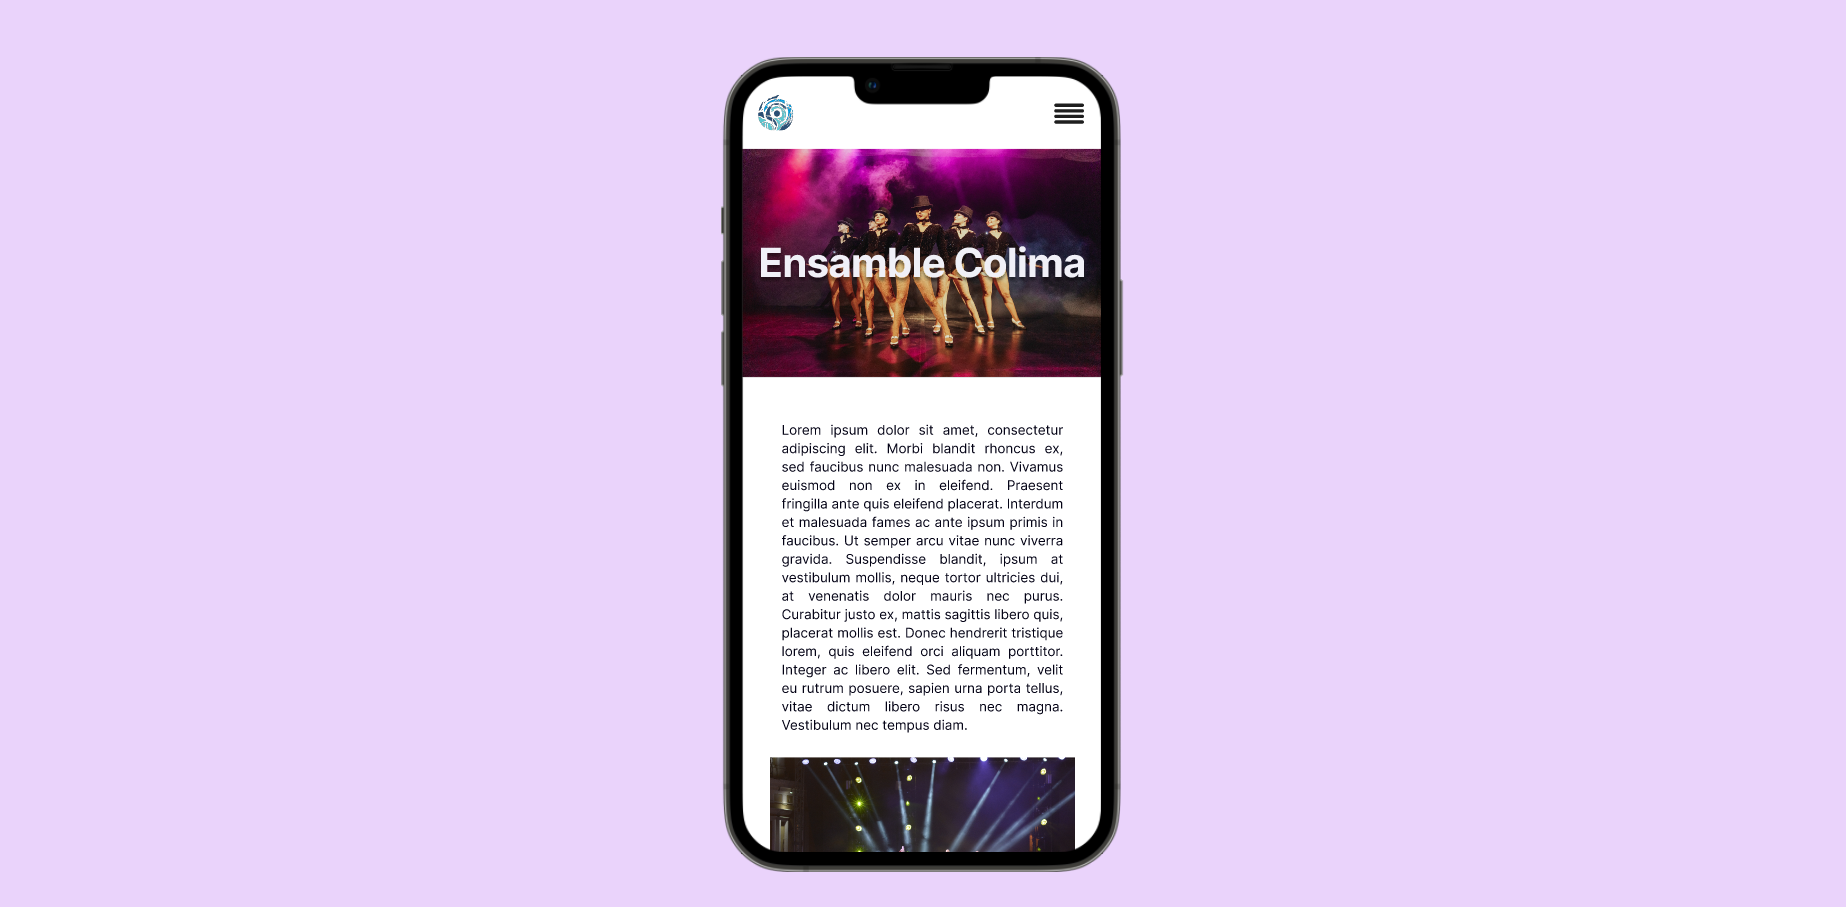 Ensamble Colima
Lorem ipsum dolor sit amet, consectetur
adipiscing elit. Morbi blandit rhoncus ex,
sed faucibus nunc malesuada non. Vivamus
euismod non ex in eleifend. Praesent
fringilla ante quis eleifend placerat. Interdum
et malesuada fames ac ante ipsum primis in
faucibus. Ut semper arcu vitae nunc viverra
gravida. Suspendisse blandit, ipsum at
vestibulum mollis, neque tortor ultricies dui,
at venenatis dolor mauris nec purus.
Curabitur justo ex, mattis sagittis libero quis,
placerat mollis est. Donec hendrerit tristique
lorem, quis eleifend orci aliquam porttitor.
Integer ac libero elit. Sed fermentum, velit
eu rutrum posuere, sapien urna porta tellus,
vitae dictum libero risus nec magna.
Vestibulum nec tempus diam.